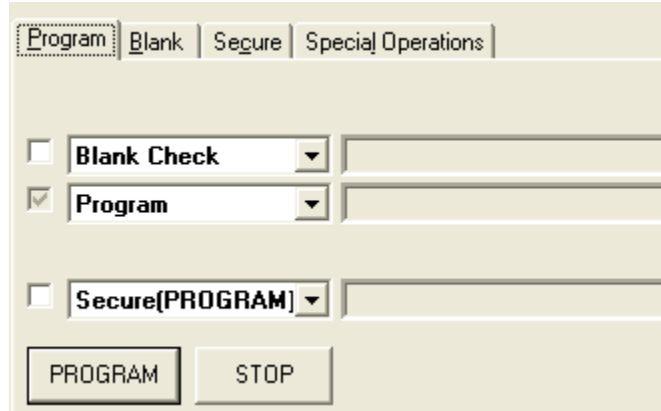 Program Blank Secure Special Operations
Blank Check
Program
Secure(PROGRAM)
PROGRAM STOP